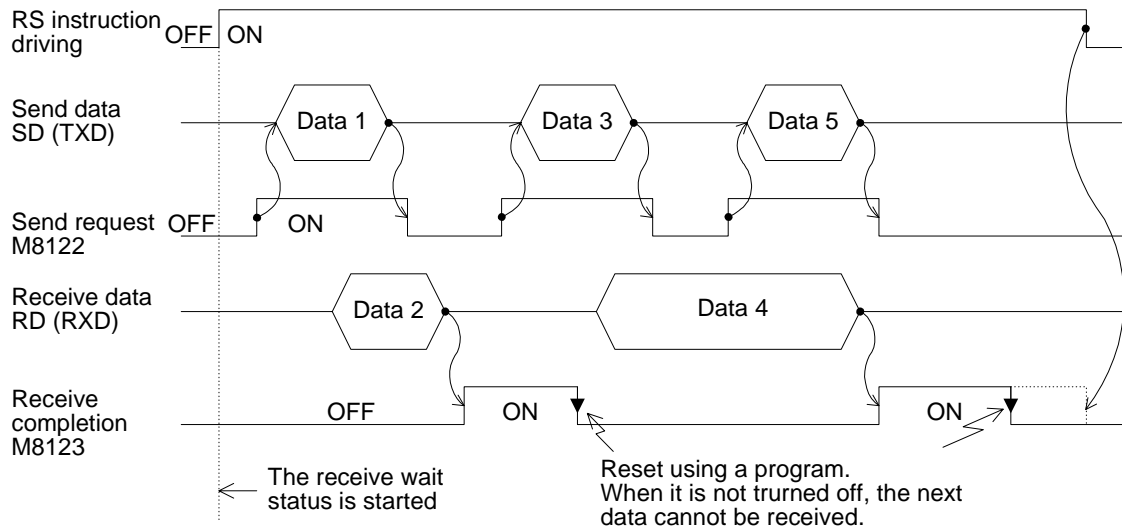 RS instruction
driving
OFF
ON
Send data
SD (TXD)
Data 1
Data 3
Data 5
Send request
M8122
OFF
ON
Receive data
RD (RXD)
Data 2
Data 4
Receive
completion
M8123
OFF
ON
ON
The receive wait
status is started
Reset using a program.
When it is not trurned off, the next
data cannot be received.